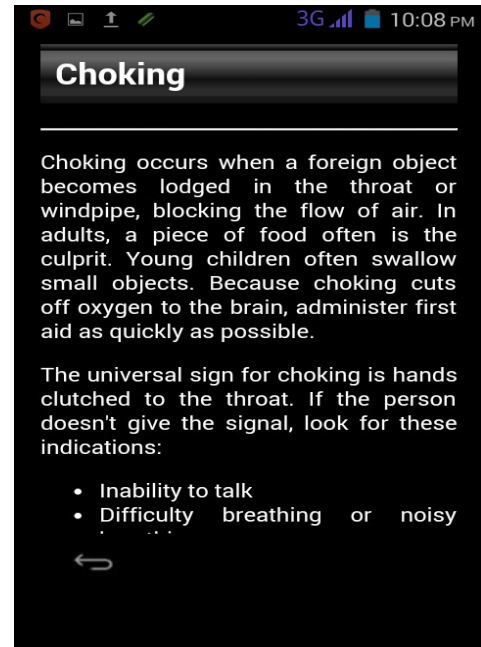 3G 10:08 PM
Choking
Choking occurs when a foreign object
becomes lodged in the throat or
windpipe, blocking the flow of air. In
adults, a piece of food often is the
culprit. Young children often swallow
small objects. Because choking cuts
off oxygen to the brain, administer first
aid as quickly as possible.
The universal sign for choking is hands
clutched to the throat. If the person
doesn't give the signal, look for these
indications:
• Inability to talk
• Difficulty breathing or noisy